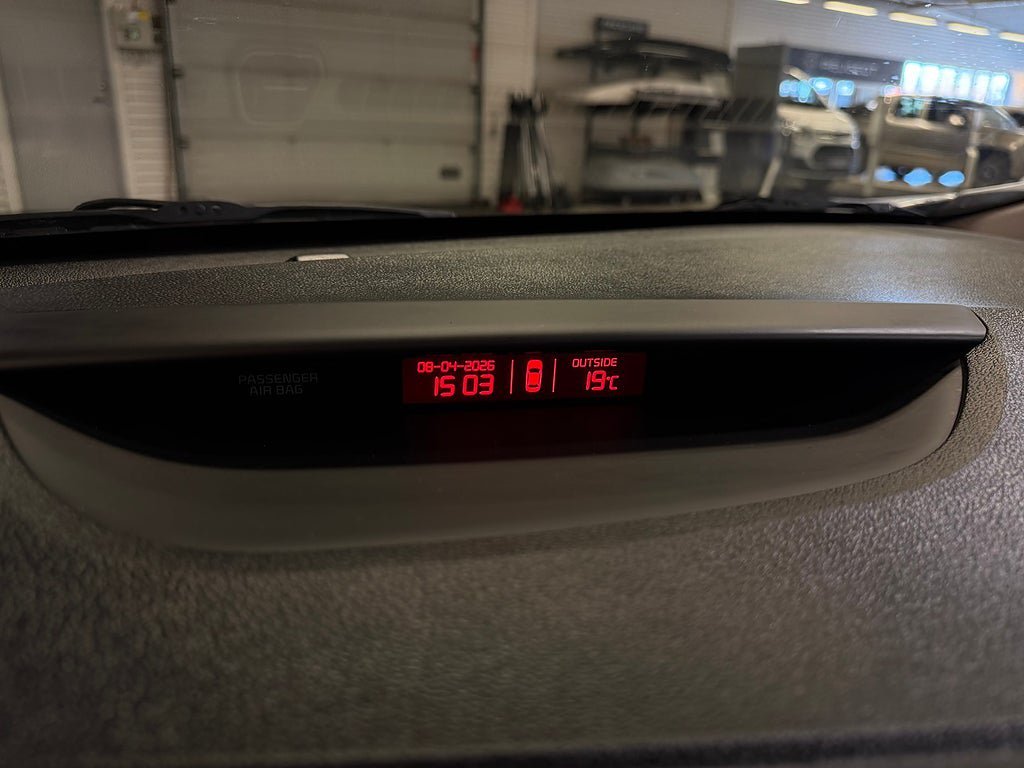 PASSENGER
AIR BAG
08-04-2026
15 03
OUTSIDE
19°C